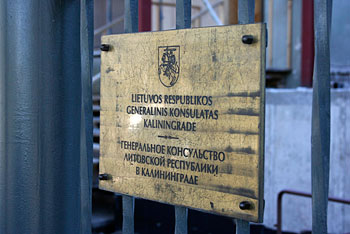 LIETUVOS RESPUBLIKOS
GENERALINIS KONSULATAS
KALININGRADE
ГЕНЕРАЛЬНОЕ КОНСУЛЬСТВО
ЛИТОВСКОЙ РЕСПУБЛИКИ
В КАЛИНИНГРАДЕ